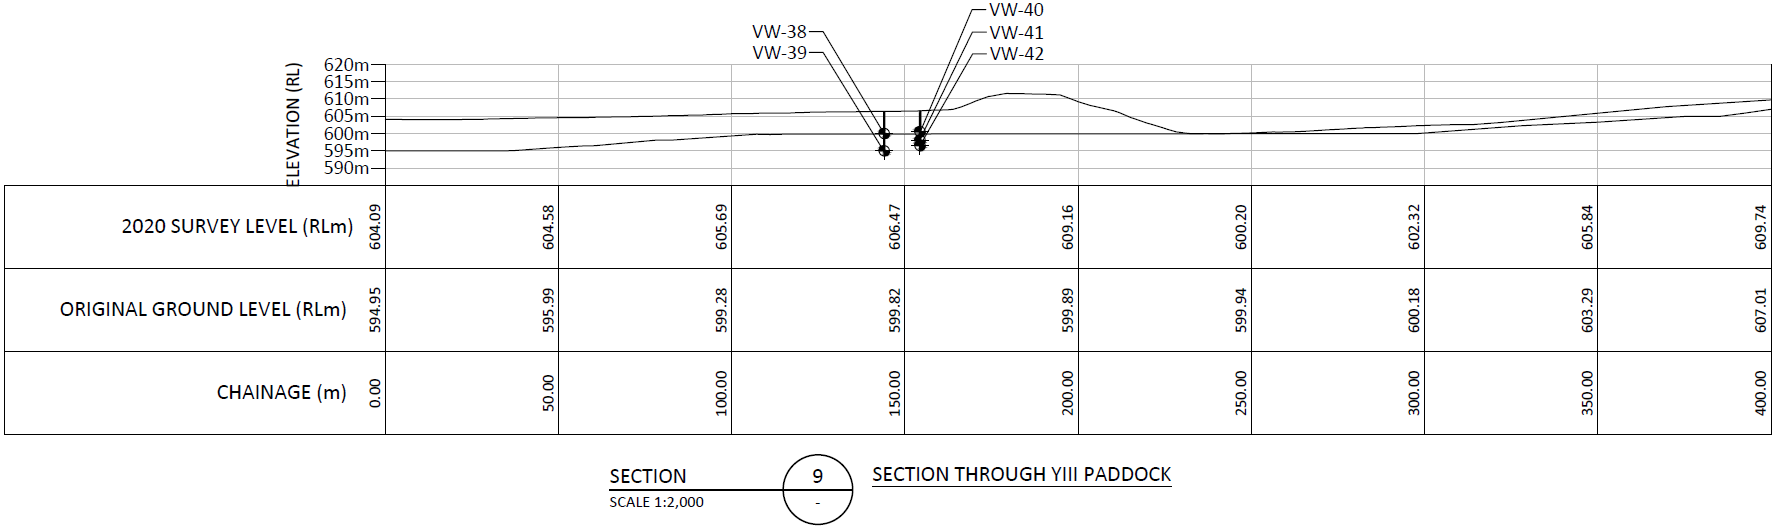 VW-40
VW-38
VW-41
VW-39
VW-42
ELEVATION (RL)
620m
615m
610m
605m
600m
595m
590m
2020 SURVEY LEVEL (RLm) 604.09 604.58 605.69 606.47 609.16 600.20 602.32 605.84 609.74
ORIGINAL GROUND LEVEL (RLm) 594.95 595.99 599.28 599.82 599.89 599.94 600.18 603.29 607.01
CHAINAGE (m) 0.00 50.00 100.00 150.00 200.00 250.00 300.00 350.00 400.00
SECTION 9 SECTION THROUGH YIII PADDOCK
SCALE 1:2,000 -